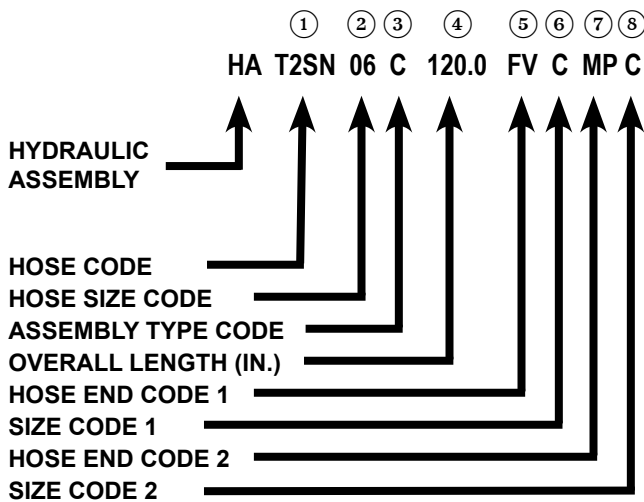 ① ② ③ ④ ⑤ ⑥ ⑦ ⑧
HA T2SN 06 C 120.0 FV C MP C
HYDRAULIC
ASSEMBLY
HOSE CODE
HOSE SIZE CODE
ASSEMBLY TYPE CODE
OVERALL LENGTH (IN.)
HOSE END CODE 1
SIZE CODE 1
HOSE END CODE 2
SIZE CODE 2